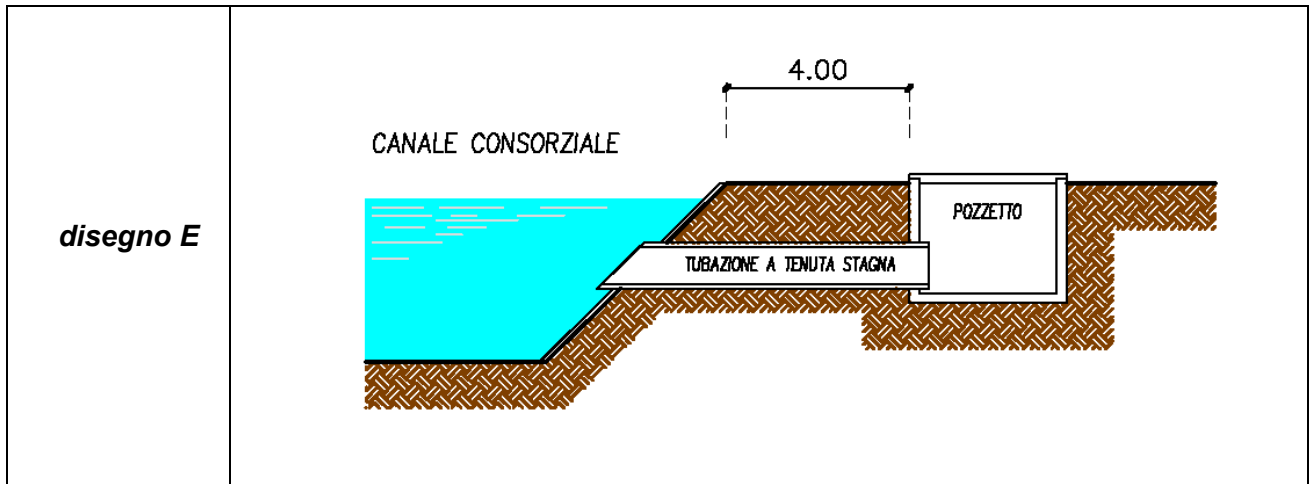 disegno E
4.00
CANALE CONSORZIALE
POZZETTO
TUBAZIONE A TENUTA STAGNA